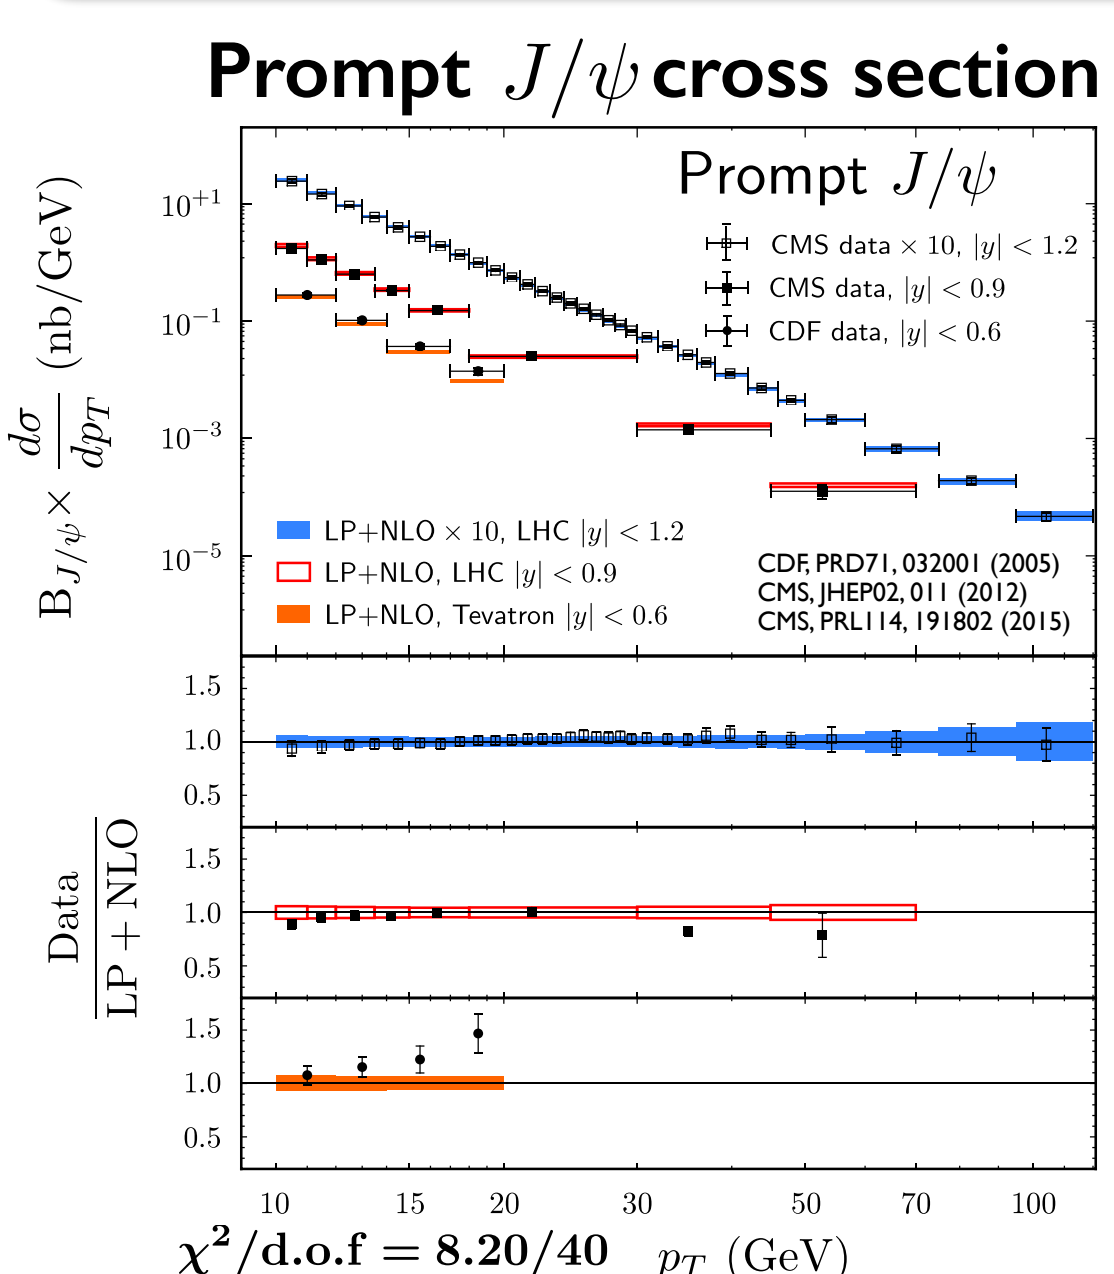 Prompt J/ψ cross section
Prompt J/ψ
CMS data × 10, |y| < 1.2
CMS data, |y| < 0.9
CDF data, |y| < 0.6
B_{J/ψ} × dσ/dp_T (nb/GeV)
10^{+1}
10^{−1}
10^{−3}
10^{−5}
LP+NLO × 10, LHC |y| < 1.2
LP+NLO, LHC |y| < 0.9
LP+NLO, Tevatron |y| < 0.6
CDF, PRD71, 032001 (2005)
CMS, JHEP02, 011 (2012)
CMS, PRL114, 191802 (2015)
1.5
1.0
0.5
Data
LP + NLO
1.5
1.0
0.5
1.5
1.0
0.5
10 15 20 30 50 70 100
χ²/d.o.f = 8.20/40 p_T (GeV)